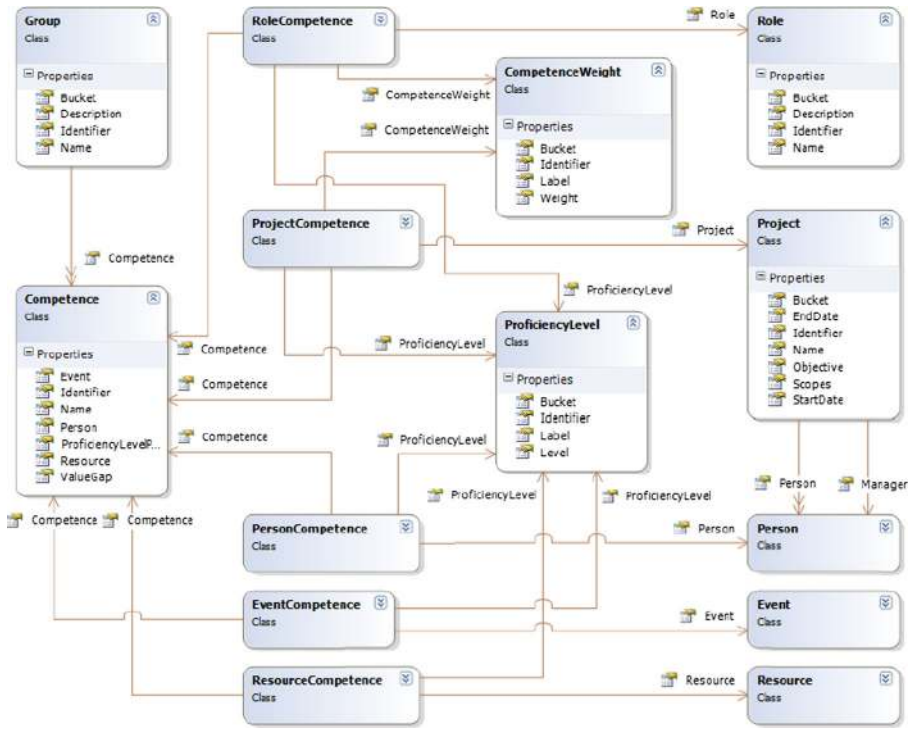 Group
Class
Properties
Bucket
Description
Identifier
Name
Competence
RoleCompetence
Class
Role
Role
Class
Properties
Bucket
Description
Identifier
Name
CompetenceWeight
CompetenceWeight
CompetenceWeight
Class
Properties
Bucket
Identifier
Label
Weight
ProjectCompetence
Class
Project
Project
Class
Properties
Bucket
EndDate
Identifier
Name
Objective
Scopes
StartDate
Competence
Class
Properties
Event
Identifier
Name
Person
ProficiencyLevelP...
Resource
ValueGap
Competence
Competence
Competence
Competence
Competence
ProficiencyLevel
ProficiencyLevel
ProficiencyLevel
ProficiencyLevel
ProficiencyLevel
ProficiencyLevel
Class
Properties
Bucket
Identifier
Label
Level
Person
Manager
PersonCompetence
Class
Person
Person
Class
EventCompetence
Class
Event
Event
Class
ResourceCompetence
Class
Resource
Resource
Class